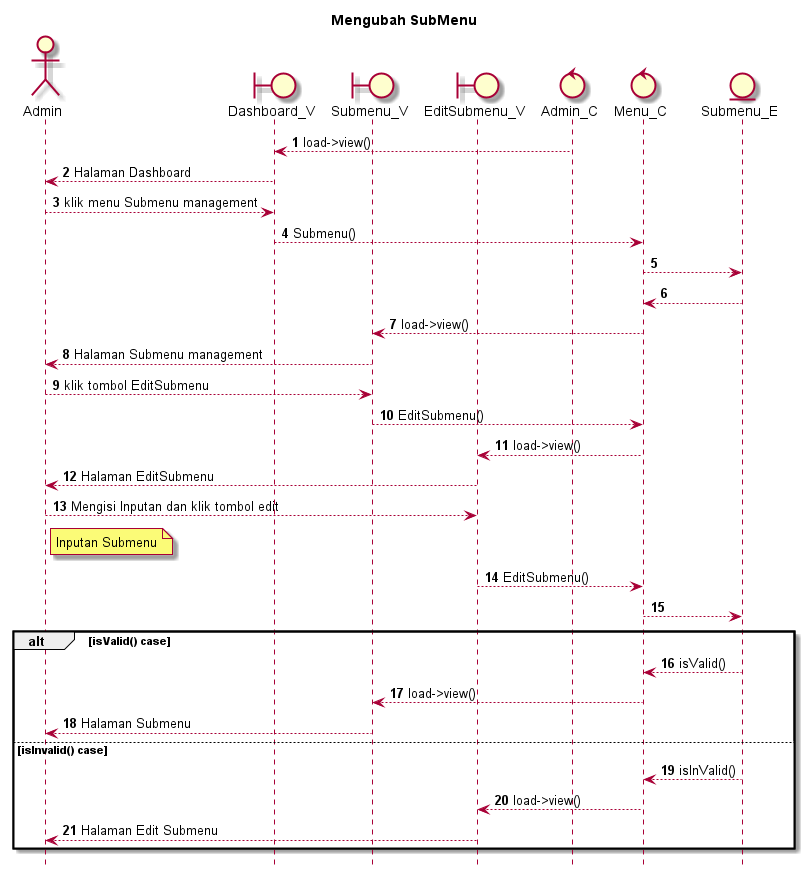 Mengubah SubMenu
Admin
Dashboard_V
Submenu_V
EditSubmenu_V
Admin_C
Menu_C
Submenu_E
1 load->view()
2 Halaman Dashboard
3 klik menu Submenu management
4 Submenu()
5
6
7 load->view()
8 Halaman Submenu management
9 klik tombol EditSubmenu
10 EditSubmenu()
11 load->view()
12 Halaman EditSubmenu
13 Mengisi Inputan dan klik tombol edit
Inputan Submenu
14 EditSubmenu()
15
alt [isValid() case]
16 isValid()
17 load->view()
18 Halaman Submenu
[isInvalid() case]
19 isInValid()
20 load->view()
21 Halaman Edit Submenu